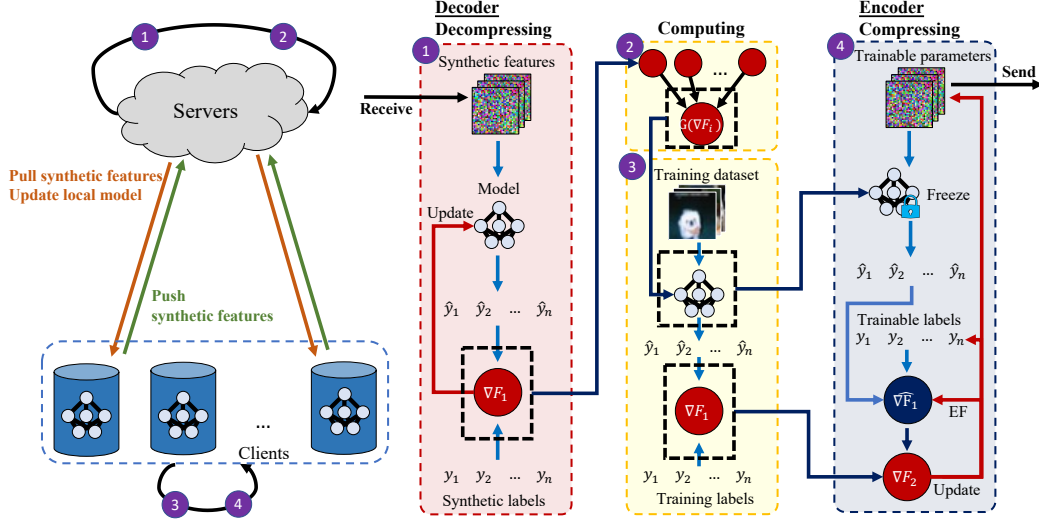 1
2
Servers
Pull synthetic features
Update local model
Push
synthetic features
...
Clients
3
4
Decoder
Decompressing
1
Synthetic features
Receive
Model
Update
ŷ₁ ŷ₂ ... ŷₙ
∇F₁
y₁ y₂ ... yₙ
Synthetic labels
Computing
2
...
G(∇Fᵢ)
3
Training dataset
ŷ₁ ŷ₂ ... ŷₙ
∇F₁
y₁ y₂ ... yₙ
Training labels
Encoder
Compressing
4
Trainable parameters
Send
Freeze
ŷ₁ ŷ₂ ... ŷₙ
Trainable labels
y₁ y₂ ... yₙ
∇F̂₁
EF
∇F₂
Update